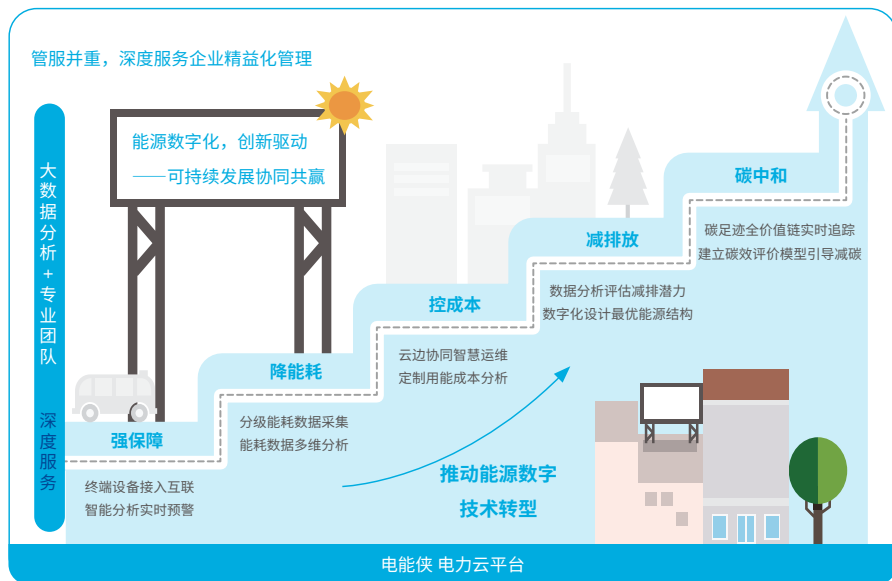 管服并重，深度服务企业精益化管理
能源数字化，创新驱动
——可持续发展协同共赢
大数据分析+专业团队
深度服务
碳中和
碳足迹全价值链实时追踪
建立碳效评价模型引导减碳
减排放
数据分析评估减排潜力
数字化设计最优能源结构
控成本
云边协同智慧运维
定制用能成本分析
降能耗
分级能耗数据采集
能耗数据多维分析
强保障
终端设备接入互联
智能分析实时预警
推动能源数字
技术转型
电能侠 电力云平台